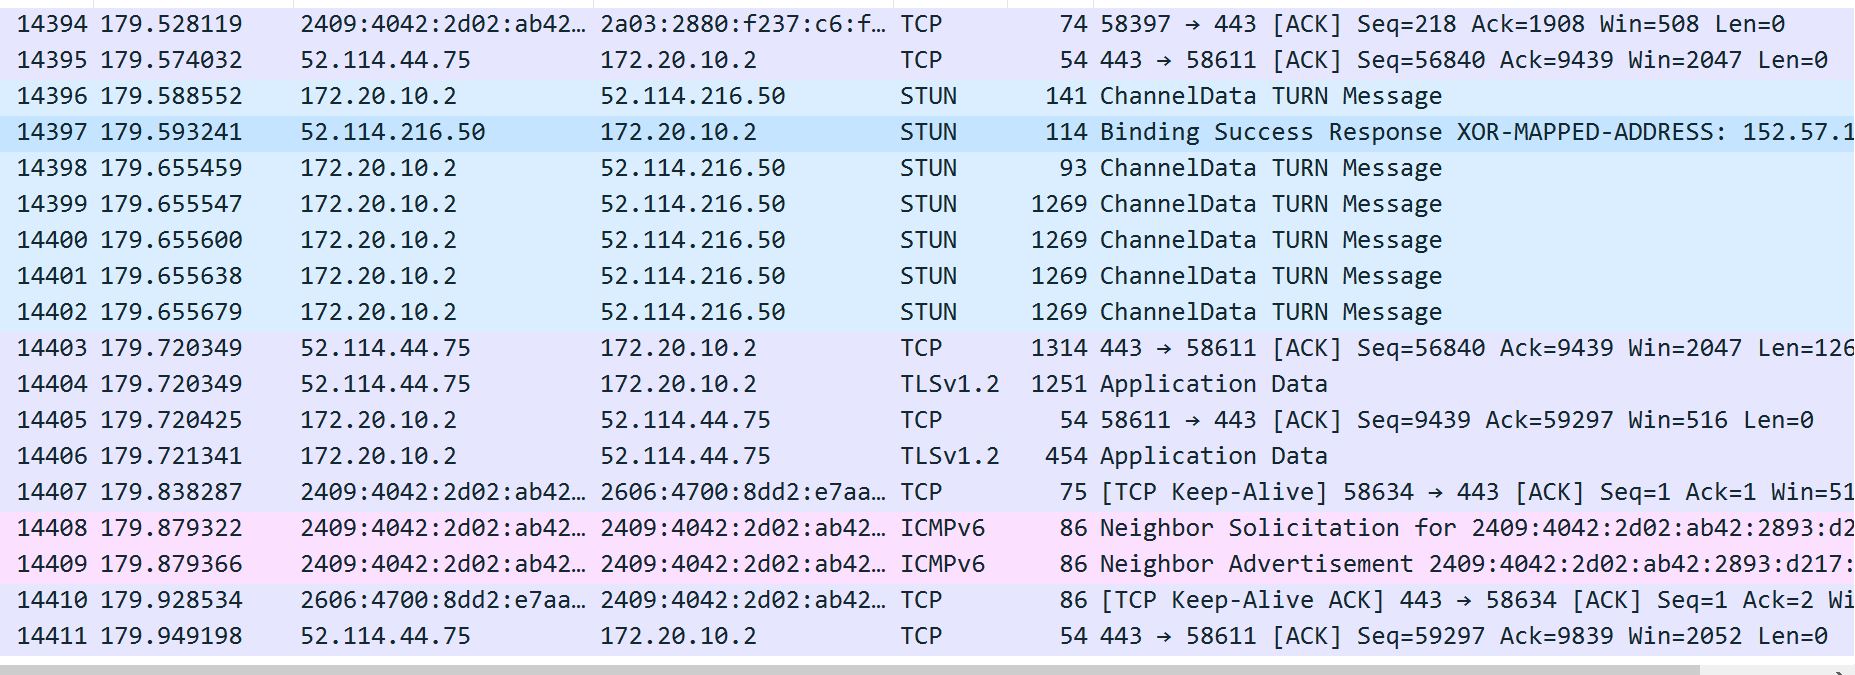 14394 179.528119 2409:4042:2d02:ab42… 2a03:2880:f237:c6:f… TCP 74 58397 → 443 [ACK] Seq=218 Ack=1908 Win=508 Len=0
14395 179.574032 52.114.44.75 172.20.10.2 TCP 54 443 → 58611 [ACK] Seq=56840 Ack=9439 Win=2047 Len=0
14396 179.588552 172.20.10.2 52.114.216.50 STUN 141 ChannelData TURN Message
14397 179.593241 52.114.216.50 172.20.10.2 STUN 114 Binding Success Response XOR-MAPPED-ADDRESS: 152.57.1
14398 179.655459 172.20.10.2 52.114.216.50 STUN 93 ChannelData TURN Message
14399 179.655547 172.20.10.2 52.114.216.50 STUN 1269 ChannelData TURN Message
14400 179.655600 172.20.10.2 52.114.216.50 STUN 1269 ChannelData TURN Message
14401 179.655638 172.20.10.2 52.114.216.50 STUN 1269 ChannelData TURN Message
14402 179.655679 172.20.10.2 52.114.216.50 STUN 1269 ChannelData TURN Message
14403 179.720349 52.114.44.75 172.20.10.2 TCP 1314 443 → 58611 [ACK] Seq=56840 Ack=9439 Win=2047 Len=126
14404 179.720349 52.114.44.75 172.20.10.2 TLSv1.2 1251 Application Data
14405 179.720425 172.20.10.2 52.114.44.75 TCP 54 58611 → 443 [ACK] Seq=9439 Ack=59297 Win=516 Len=0
14406 179.721341 172.20.10.2 52.114.44.75 TLSv1.2 454 Application Data
14407 179.838287 2409:4042:2d02:ab42… 2606:4700:8dd2:e7aa… TCP 75 [TCP Keep-Alive] 58634 → 443 [ACK] Seq=1 Ack=1 Win=51
14408 179.879322 2409:4042:2d02:ab42… 2409:4042:2d02:ab42… ICMPv6 86 Neighbor Solicitation for 2409:4042:2d02:ab42:2893:d2
14409 179.879366 2409:4042:2d02:ab42… 2409:4042:2d02:ab42… ICMPv6 86 Neighbor Advertisement 2409:4042:2d02:ab42:2893:d217:
14410 179.928534 2606:4700:8dd2:e7aa… 2409:4042:2d02:ab42… TCP 86 [TCP Keep-Alive ACK] 443 → 58634 [ACK] Seq=1 Ack=2 Wi
14411 179.949198 52.114.44.75 172.20.10.2 TCP 54 443 → 58611 [ACK] Seq=59297 Ack=9839 Win=2052 Len=0